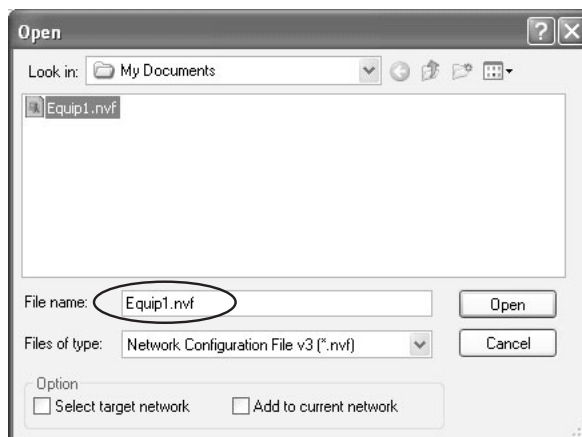 Open
Look in: My Documents
Equip1.nvf
File name: Equip1.nvf Open
Files of type: Network Configuration File v3 (*.nvf) Cancel
Option
Select target network Add to current network